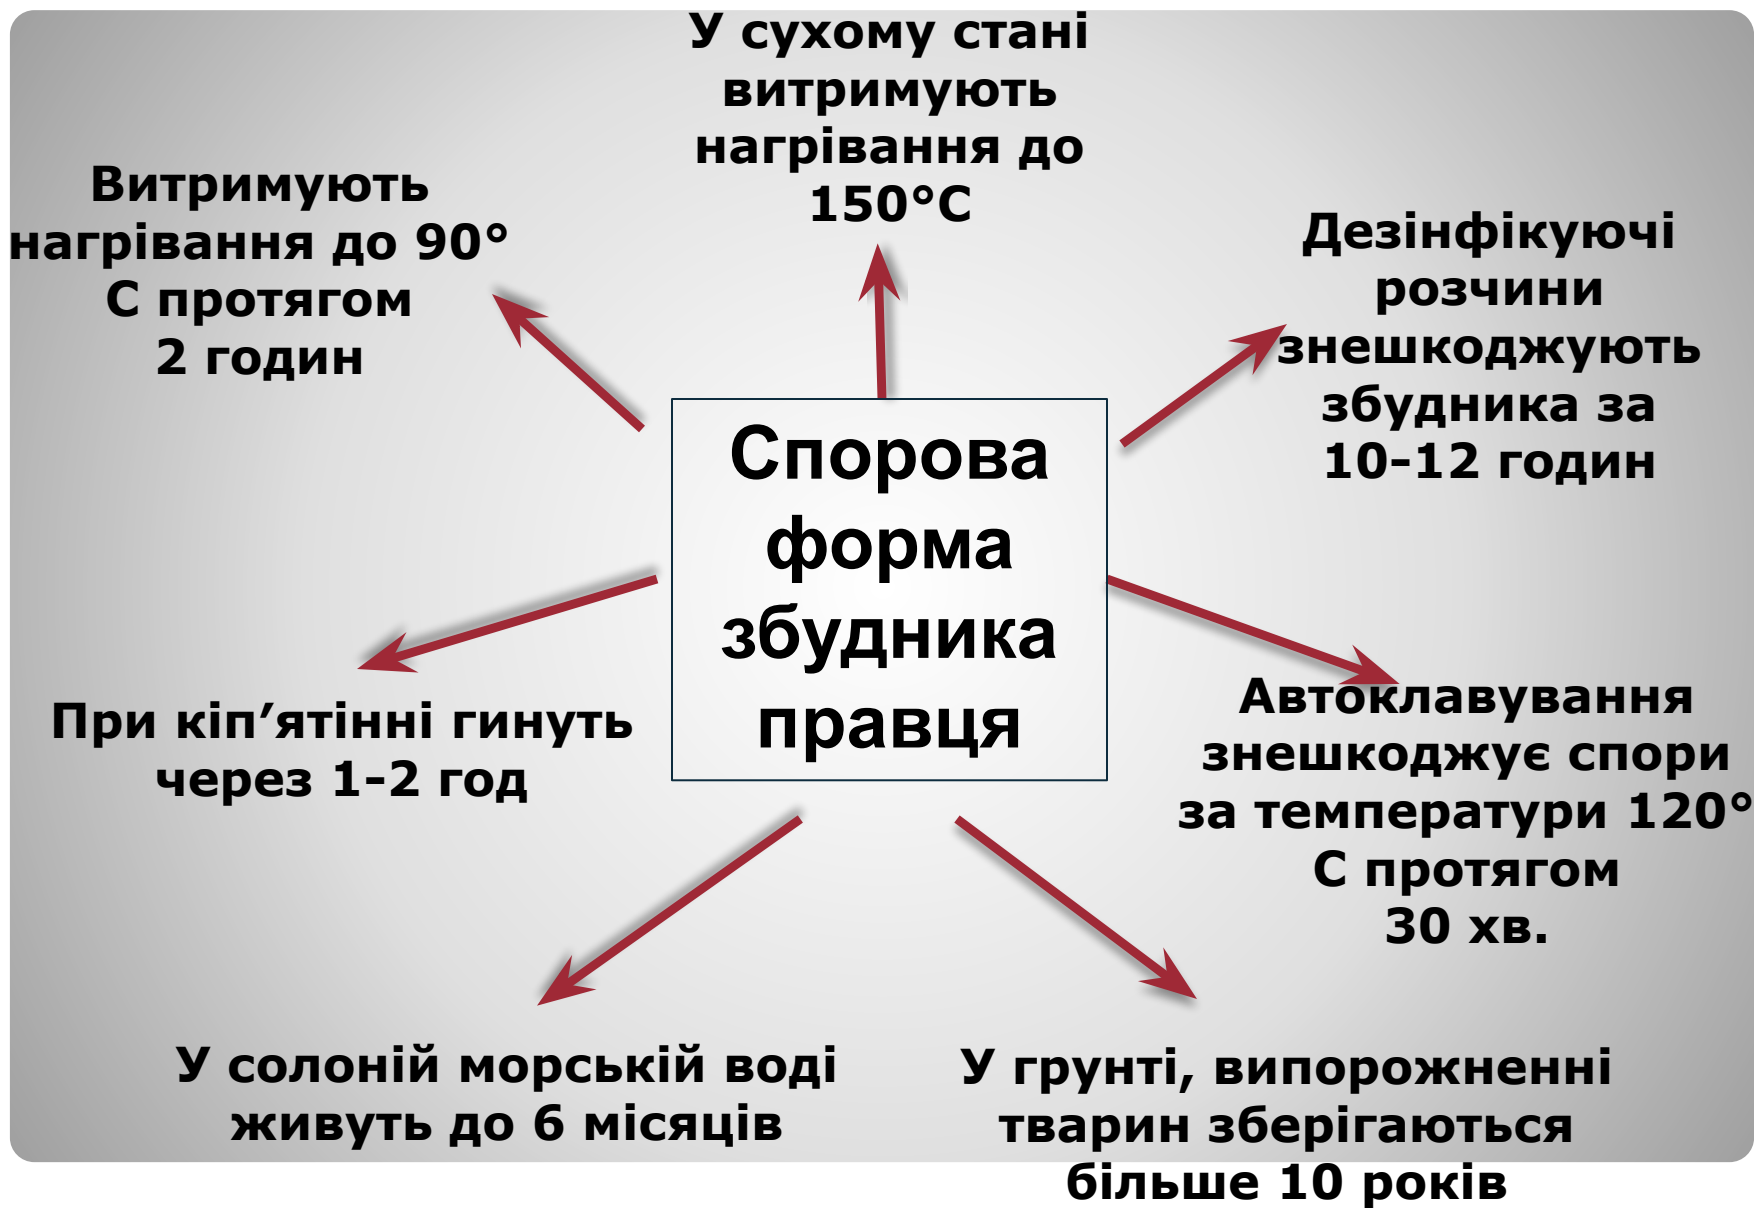 У сухому стані
витримують
нагрівання до
150°С
Витримують
нагрівання до 90°
С протягом
2 годин
Дезінфікуючі
розчини
знешкоджують
збудника за
10-12 годин
Спорова
форма
збудника
правця
При кіп’ятінні гинуть
через 1-2 год
Автоклавування
знешкоджує спори
за температури 120°
С протягом
30 хв.
У солоній морській воді
живуть до 6 місяців
У грунті, випорожненні
тварин зберігаються
більше 10 років